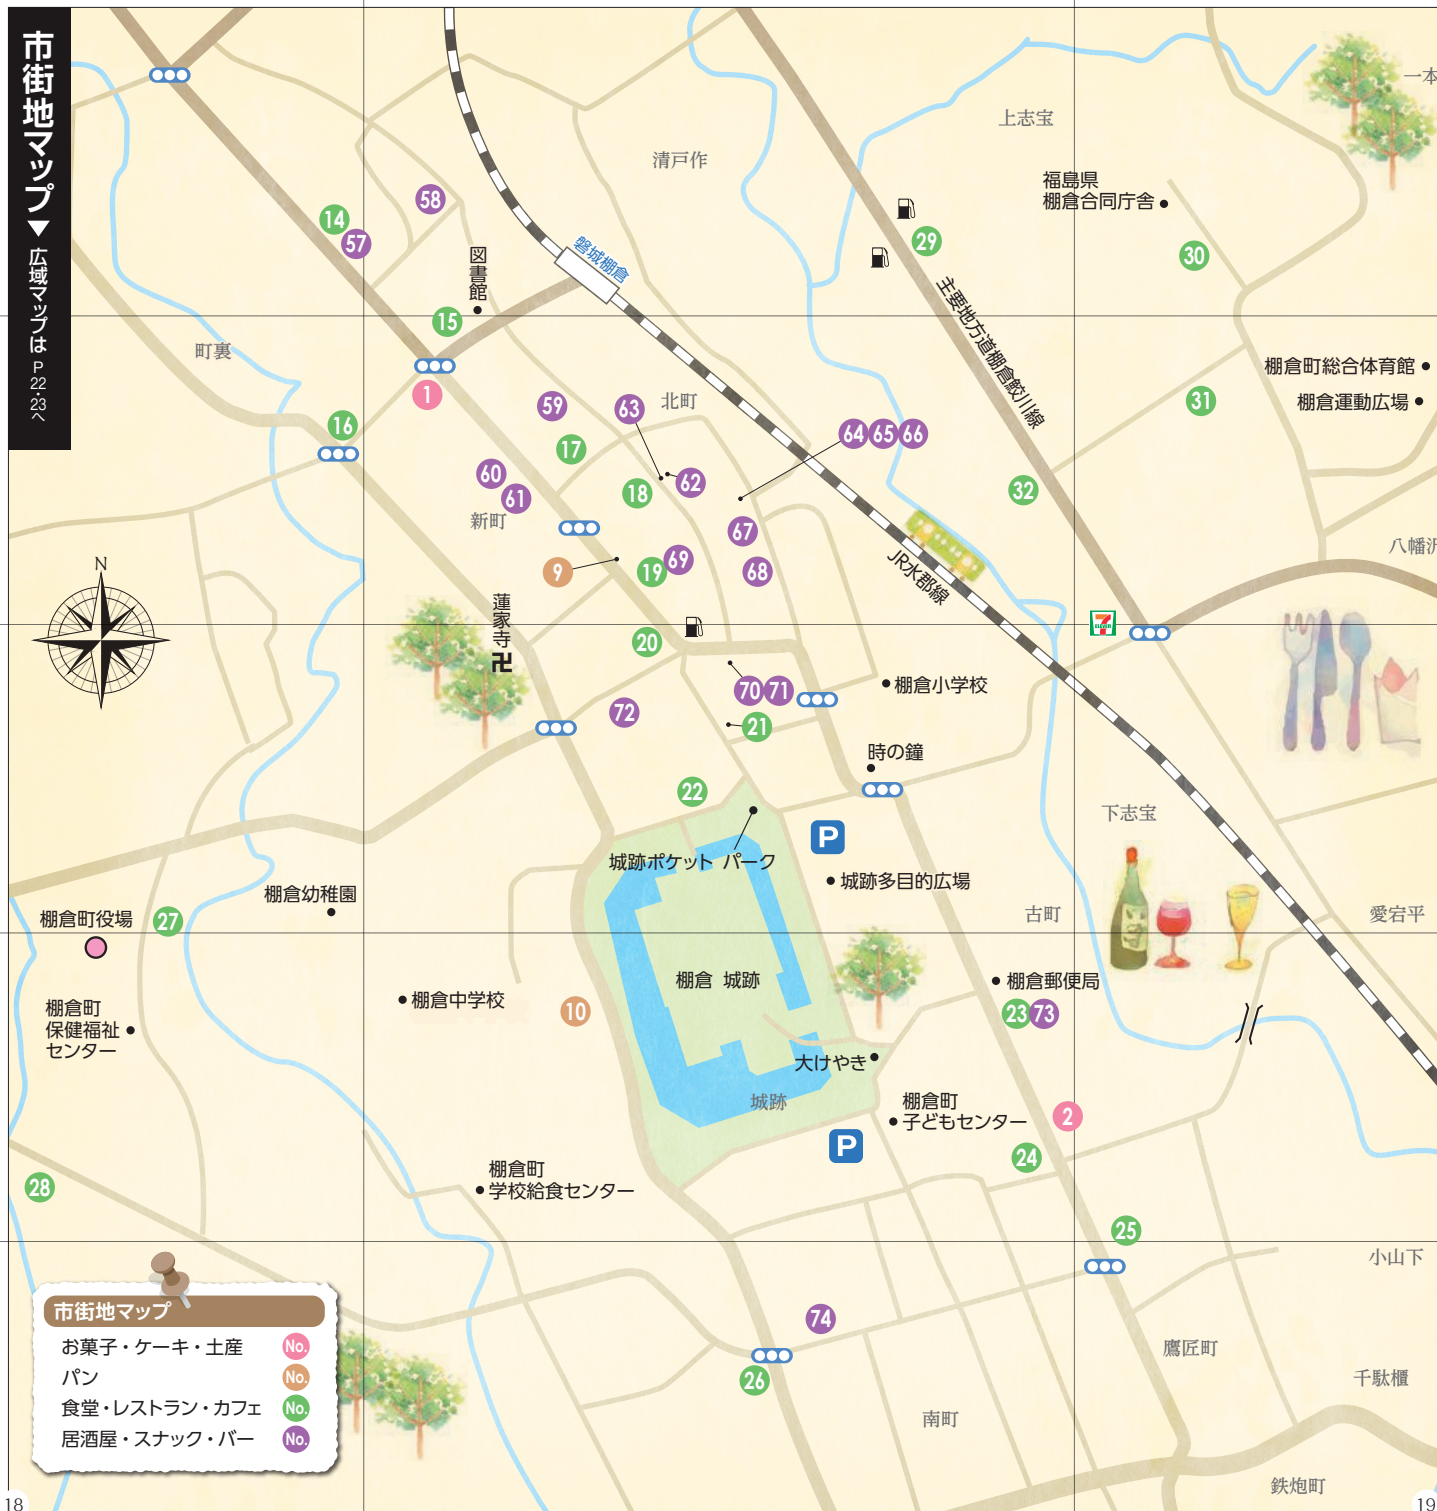 市街地マップ▼広域マップは P22・23へ
一本
上志宝
清戸作
福島県
棚倉合同庁舎
58
14
57
29
30
図書館
磐城棚倉
主要地方道棚倉鮫川線
15
町裏
棚倉町総合体育館
棚倉運動広場
1
59
63
北町
31
16
64 65 66
17
60
61
62
18
32
新町
67
八幡沢
9
19
69
68
JR水郡線
N
蓮家寺
卍
20
7
ELEVEN
70 71
棚倉小学校
72
21
時の鐘
22
下志宝
P
城跡ポケット パーク
城跡多目的広場
棚倉幼稚園
古町
愛宕平
棚倉町役場
27
棚倉 城跡
棚倉郵便局
棚倉中学校
10
23 73
棚倉町
保健福祉
センター
大けやき
城跡
棚倉町
子どもセンター
2
P
24
棚倉町
学校給食センター
28
25
小山下
市街地マップ
お菓子・ケーキ・土産 No.
パン No.
食堂・レストラン・カフェ No.
居酒屋・スナック・バー No.
74
26
鷹匠町
千駄櫃
南町
鉄炮町
18
19